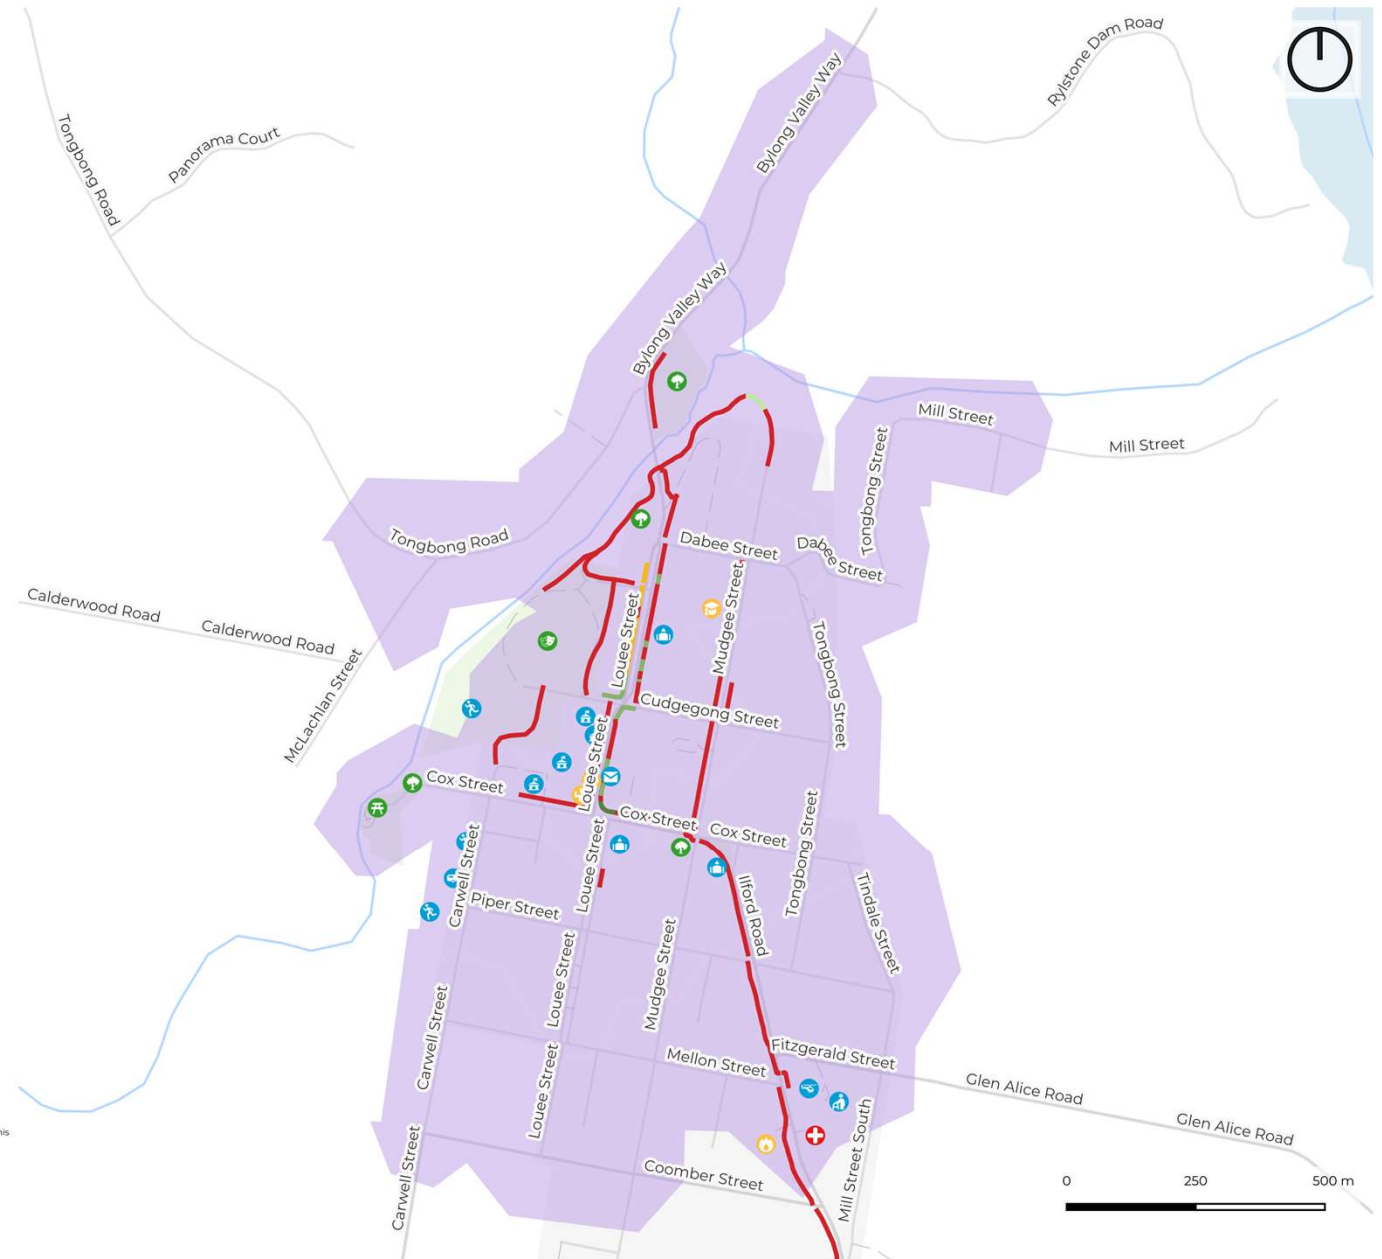 Rylstone Dam Road
Bylong Valley Way
Tongbong Road
Panorama Court
Bylong Valley Way
Mill Street
Mill Street
Tongbong Street
Tongbong Road
Dabee Street
Dabee Street
Calderwood Road
Calderwood Road
Louee Street
Mudgee Street
Tongbong Street
McLachlan Street
Cudgegong Street
Louee Street
Cox Street
Cox Street
Cox Street
Tongbong Street
Carwell Street
Louee Street
Ilford Road
Tindale Street
Piper Street
Louee Street
Mudgee Street
Carwell Street
Mellon Street
Fitzgerald Street
Glen Alice Road
Glen Alice Road
Louee Street
Mill Street South
Carwell Street
Coomber Street
0 250 500 m